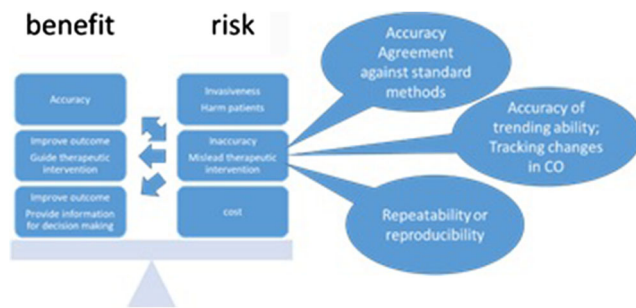 benefit
risk
Accuracy
Improve outcome
Guide therapeutic
intervention
Improve outcome
Provide information
for decision making
Invasiveness
Harm patients
Inaccuracy
Mislead therapeutic
intervention
cost
Accuracy
Agreement
against standard
methods
Accuracy of
trending ability;
Tracking changes
in CO
Repeatability or
reproducibility